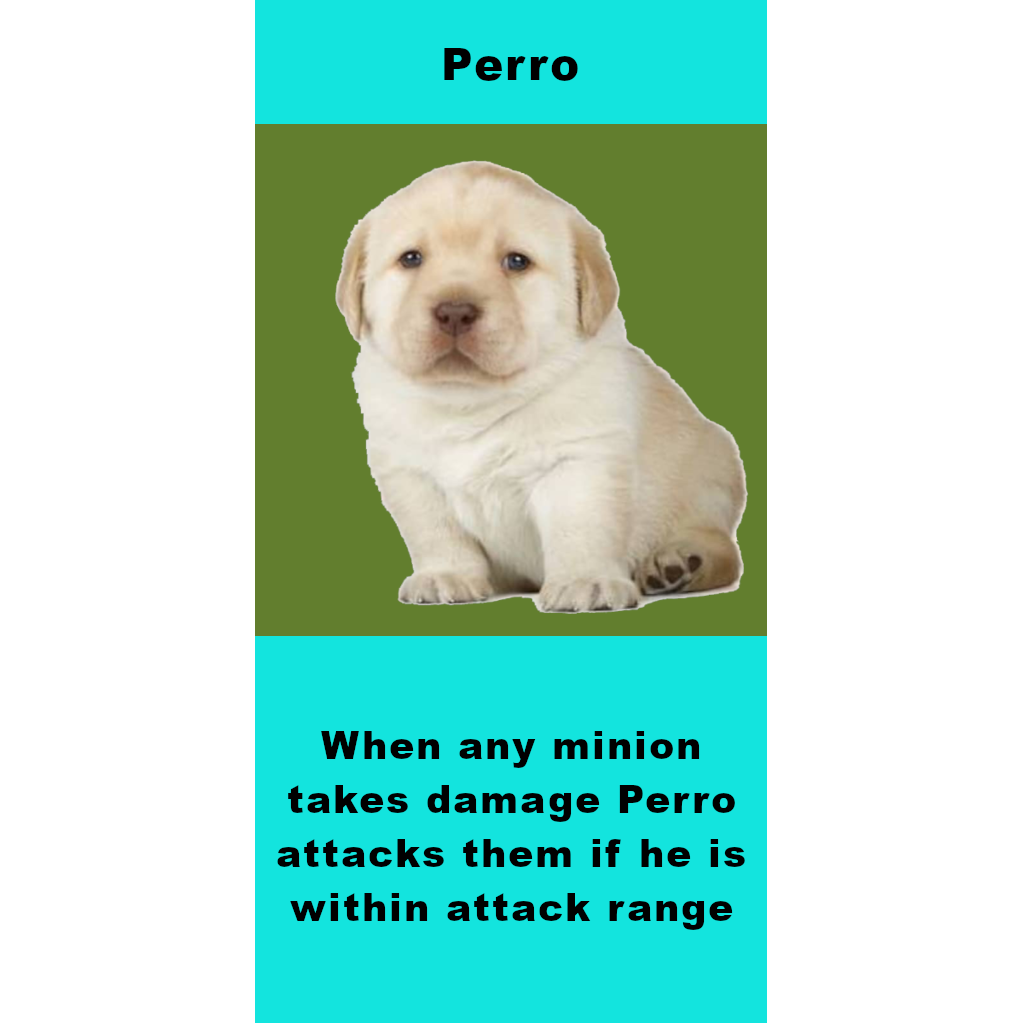 Perro
When any minion
takes damage Perro
attacks them if he is
within attack range